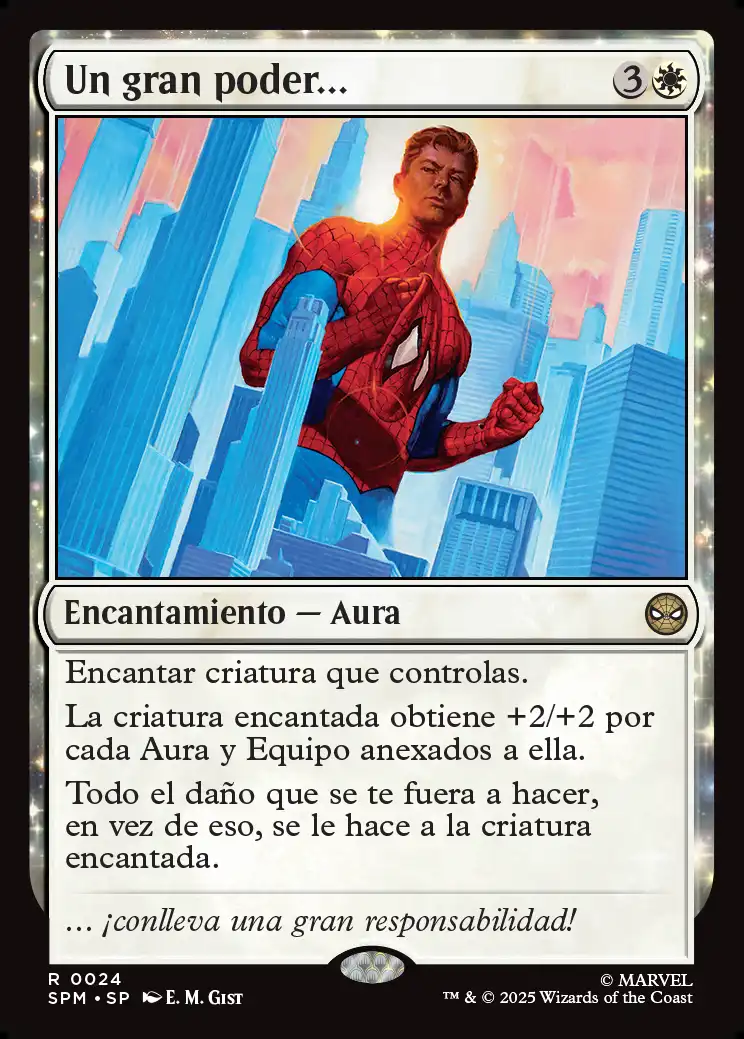 Un gran poder... 3
Encantamiento — Aura
Encantar criatura que controlas.
La criatura encantada obtiene +2/+2 por
cada Aura y Equipo anexados a ella.
Todo el daño que se te fuera a hacer,
en vez de eso, se le hace a la criatura
encantada.
... ¡conlleva una gran responsabilidad!
R 0024
SPM • SP E. M. Gist
© MARVEL
™ & © 2025 Wizards of the Coast